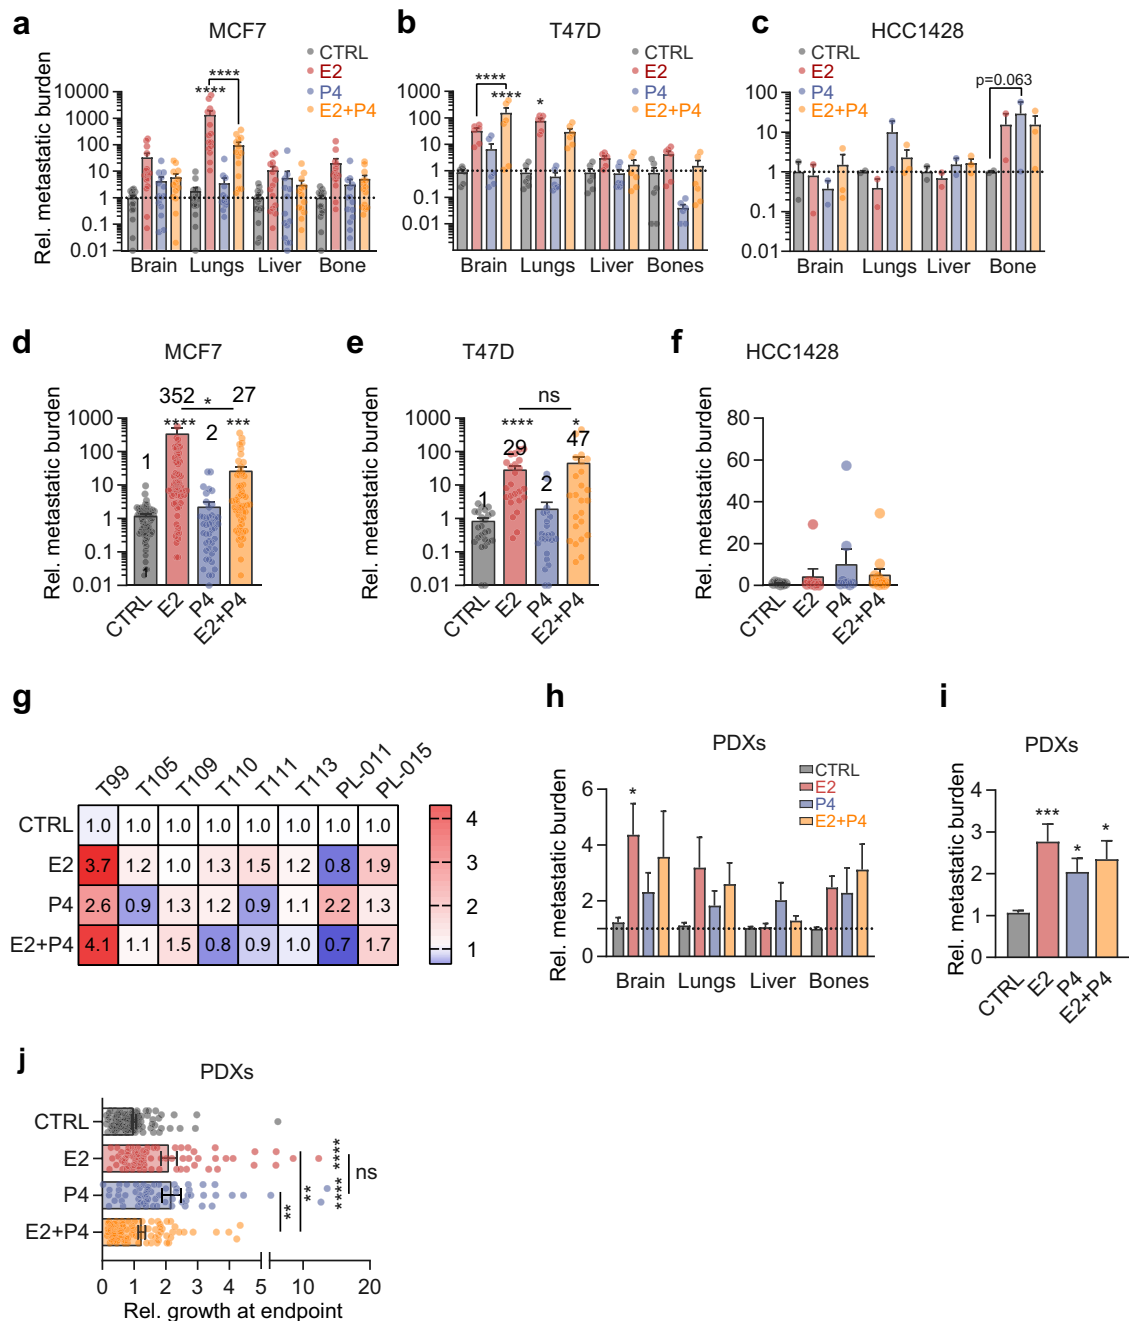 a
MCF7
CTRL
E2
P4
E2+P4
****
****
Rel. metastatic burden
10000
1000
100
10
1
0.1
0.01
Brain Lungs Liver Bone
b
T47D
CTRL
E2
P4
E2+P4
****
****
*
Rel. metastatic burden
10000
1000
100
10
1
0.1
0.01
Brain Lungs Liver Bones
c
HCC1428
CTRL
E2
P4
E2+P4
p=0.063
Rel. metastatic burden
100
10
1
0.1
0.01
Brain Lungs Liver Bone
d
MCF7
352 * 27
**** 2 ***
1
Rel. metastatic burden
1000
100
10
1
0.1
0.01
CTRL E2 P4 E2+P4
e
T47D
ns
**** *
1 29 2 47
Rel. metastatic burden
1000
100
10
1
0.1
0.01
CTRL E2 P4 E2+P4
f
HCC1428
Rel. metastatic burden
80
60
40
20
0
CTRL E2 P4 E2+P4
g
T99 T105 T109 T110 T111 T113 PL-011 PL-015
CTRL 1.0 1.0 1.0 1.0 1.0 1.0 1.0 1.0
E2 3.7 1.2 1.0 1.3 1.5 1.2 0.8 1.9
P4 2.6 0.9 1.3 1.2 0.9 1.1 2.2 1.3
E2+P4 4.1 1.1 1.5 0.8 0.9 1.0 0.7 1.7
4
3
2
1
h
PDXs
CTRL
E2
P4
E2+P4
*
Rel. metastatic burden
6
4
2
0
Brain Lungs Liver Bones
i
PDXs
*** * *
Rel. metastatic burden
4
3
2
1
0
CTRL E2 P4 E2+P4
j
PDXs
CTRL
E2
P4
E2+P4
**
**
****
****
ns
0 1 2 3 4 5 10 20
Rel. growth at endpoint